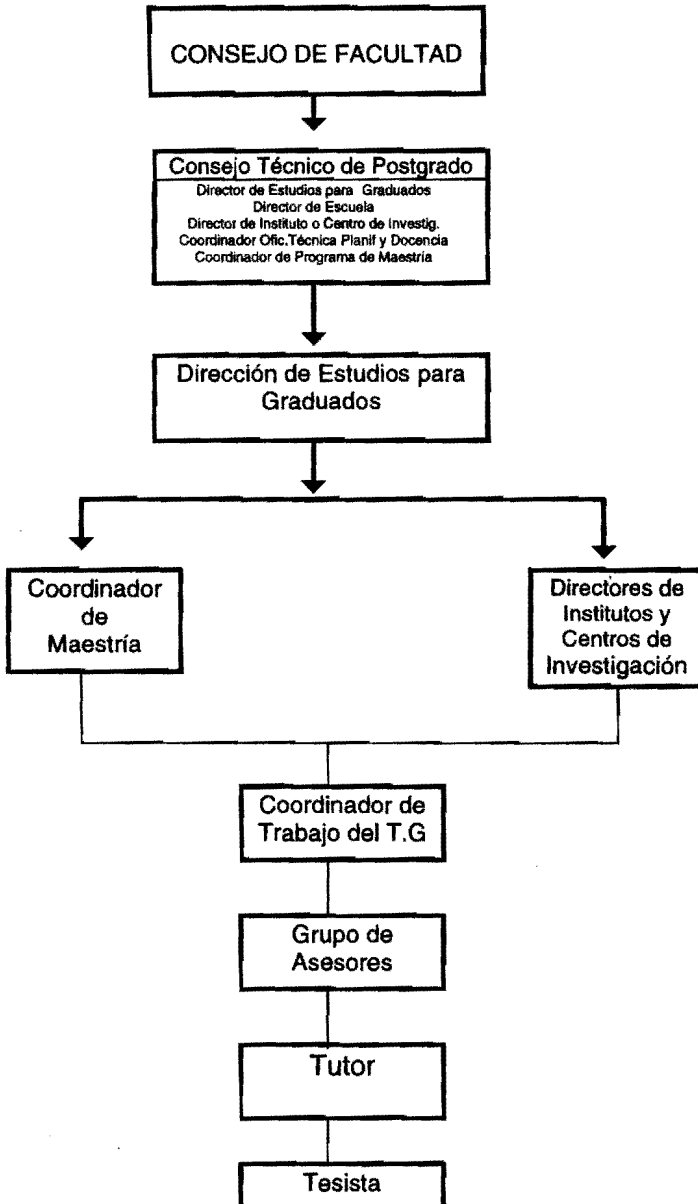 CONSEJO DE FACULTAD
Consejo Técnico de Postgrado
Director de Estudios para Graduados
Director de Escuela
Director de Instituto o Centro de Investig.
Coordinador Ofic.Técnica Planif y Docencia
Coordinador de Programa de Maestría
Dirección de Estudios para
Graduados
Coordinador
de
Maestría
Directores de
Institutos y
Centros de
Investigación
Coordinador de
Trabajo del T.G
Grupo de
Asesores
Tutor
Tesista